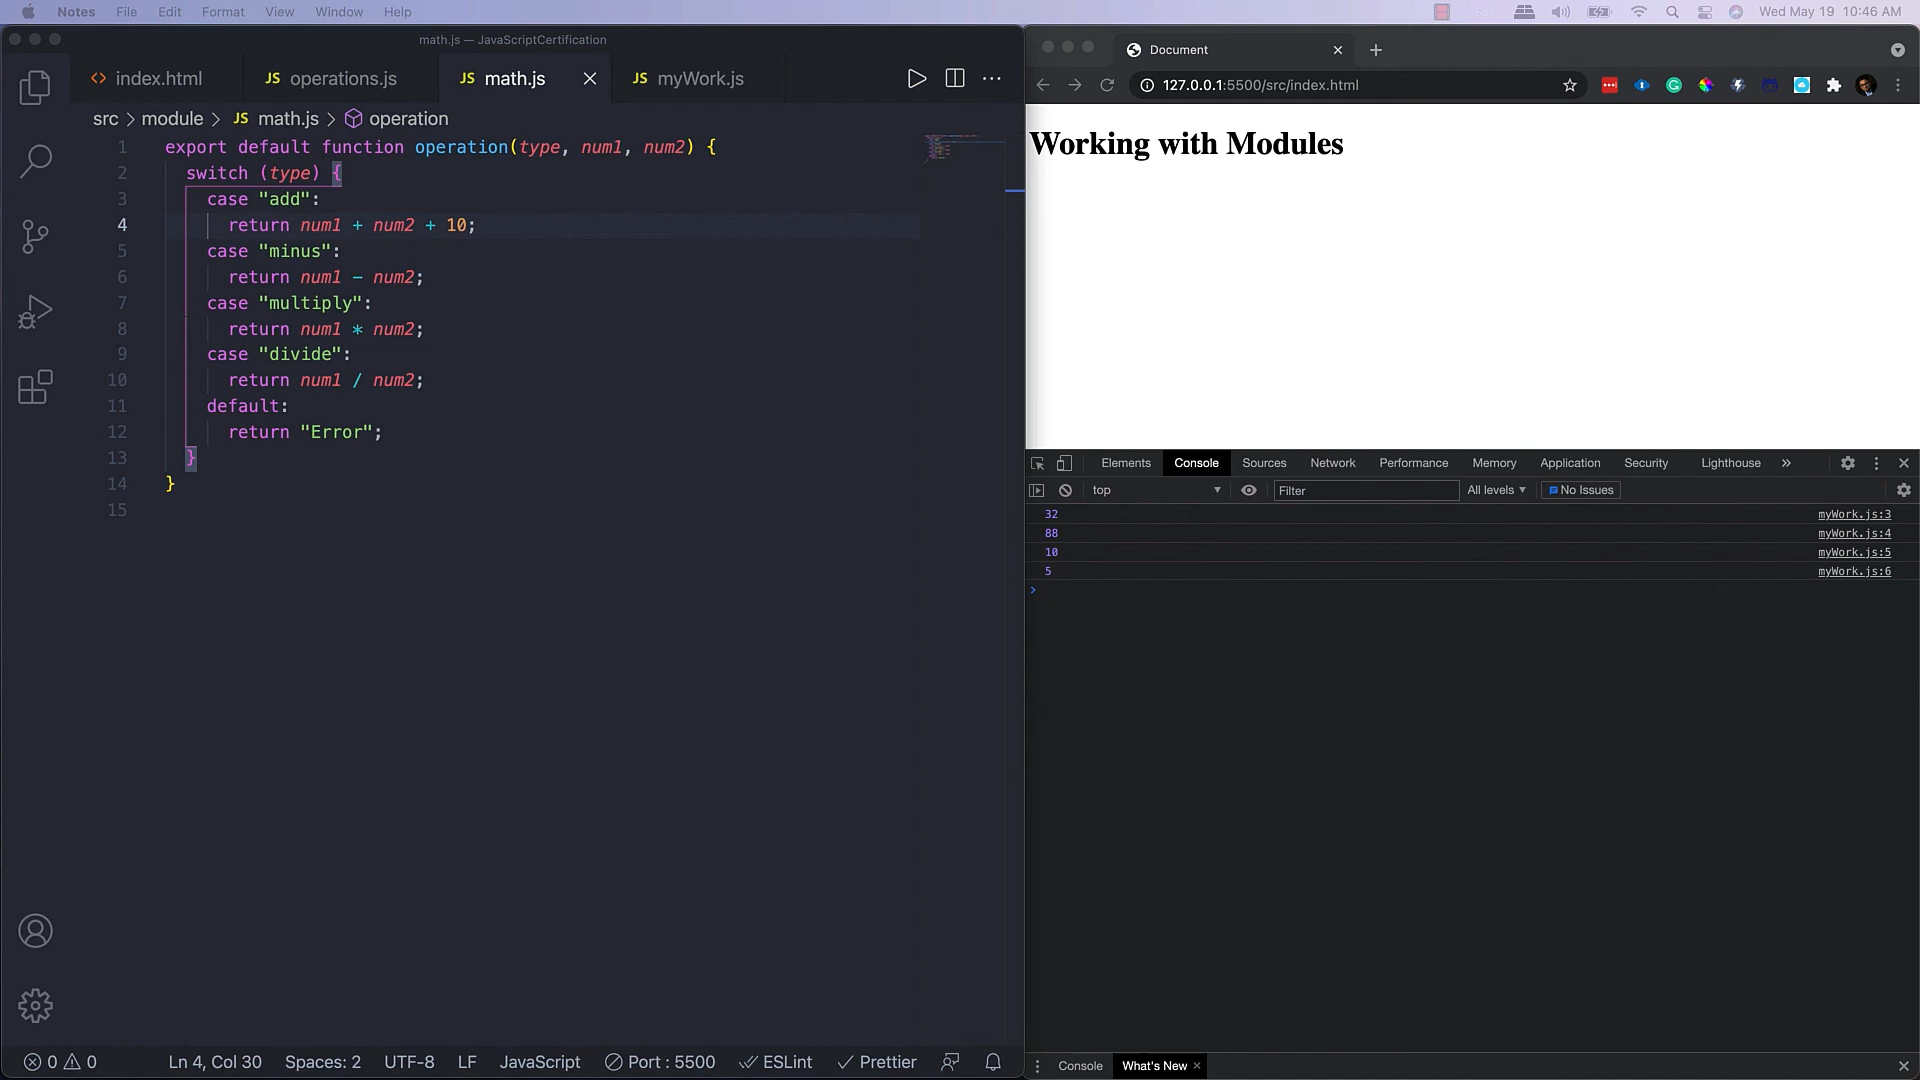 Notes File Edit Format View Window Help
Wed May 19 10:46 AM
math.js — JavaScriptCertification
<> index.html
JS operations.js
JS math.js
JS myWork.js
src > module > JS math.js > operation
1 export default function operation(type, num1, num2) {
2 switch (type) {
3 case "add":
4 return num1 + num2 + 10;
5 case "minus":
6 return num1 - num2;
7 case "multiply":
8 return num1 * num2;
9 case "divide":
10 return num1 / num2;
11 default:
12 return "Error";
13 }
14 }
15
0 0
Ln 4, Col 30
Spaces: 2
UTF-8
LF
JavaScript
Port : 5500
ESLint
Prettier
Document
127.0.0.1:5500/src/index.html
Working with Modules
Elements Console Sources Network Performance Memory Application Security Lighthouse »
top
Filter
All levels
No Issues
32 myWork.js:3
88 myWork.js:4
10 myWork.js:5
5 myWork.js:6
>
Console What's New